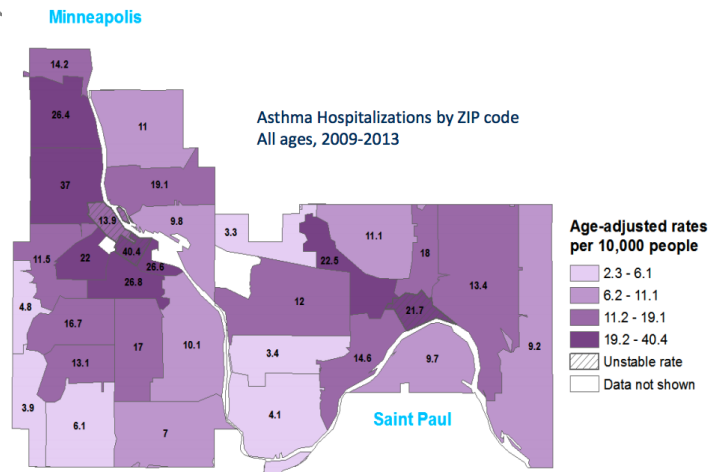 Minneapolis
14.2
26.4
11
Asthma Hospitalizations by ZIP code
All ages, 2009-2013
37
19.1
13.9
9.8
3.3
11.1
40.4
11.5
22
26.6
22.5
18
26.8
13.4
4.8
12
21.7
16.7
17
10.1
3.4
14.6
9.7
9.2
13.1
3.9
6.1
7
4.1
Saint Paul
Age-adjusted rates
per 10,000 people
2.3 - 6.1
6.2 - 11.1
11.2 - 19.1
19.2 - 40.4
Unstable rate
Data not shown